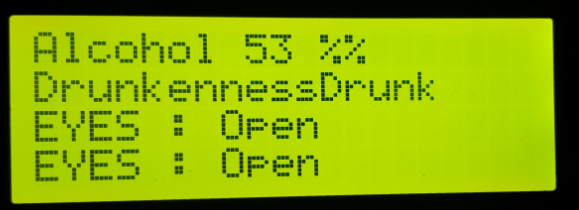 Alcohol 53 %%
DrunkennessDrunk
EYES : Open
EYES : Open